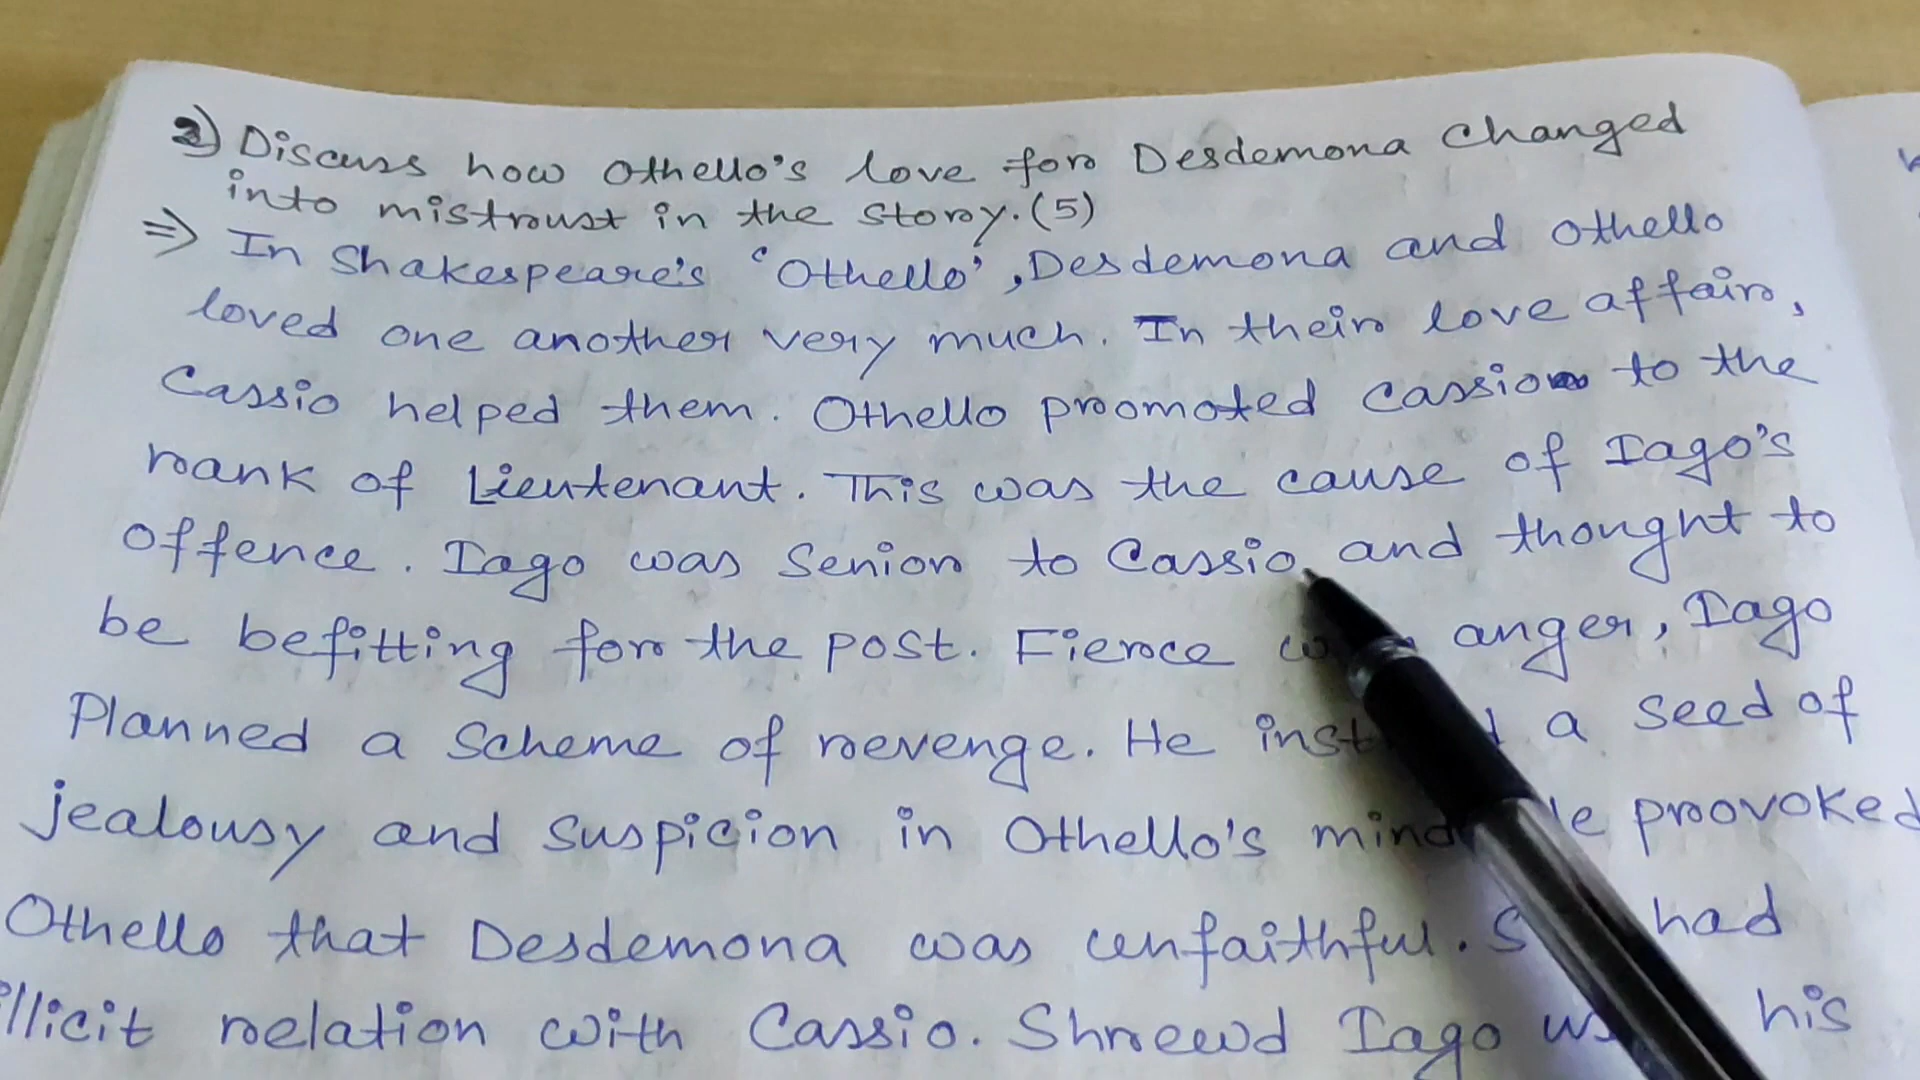 2) Discuss how Othello's love for Desdemona changed
into mistrust in the story. (5)
⇒ In Shakespeare's 'Othello', Desdemona and Othello
loved one another very much. In their love affair,
Cassio helped them. Othello promoted Cassio to the
rank of Lieutenant. This was the cause of Iago's
offence. Iago was Senior to Cassio and thought to
be befitting for the post. Fierce anger, Iago
Planned a scheme of revenge. He a seed of
jealousy and suspicion in Othello's mind provoked
Othello that Desdemona was unfaithful. had
illicit relation with Cassio. Shrewd Iago his